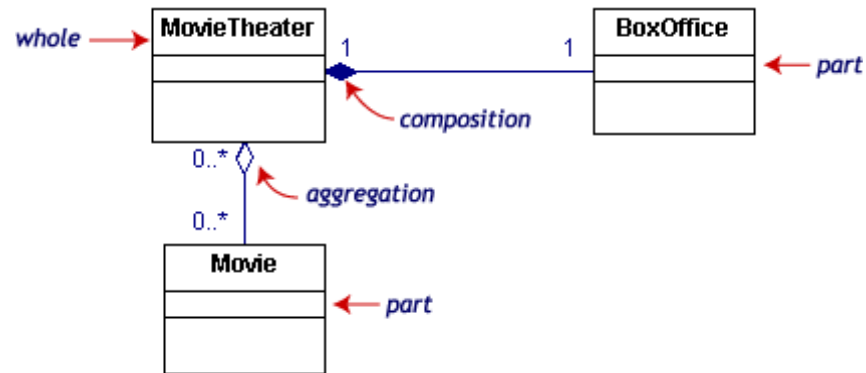 MovieTheater
BoxOffice
whole
1
1
part
composition
0..*
aggregation
0..*
Movie
part